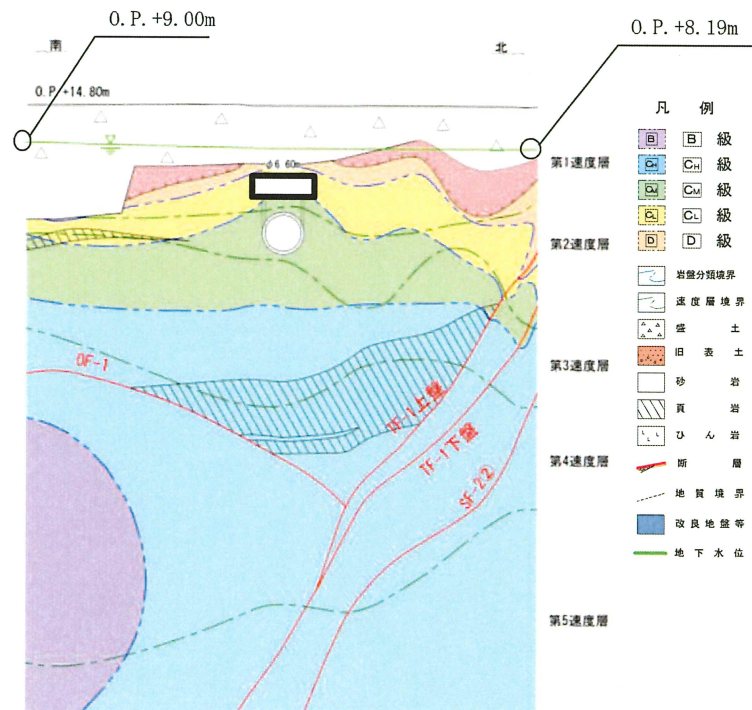 O.P.+9.00m
O.P.+8.19m
南
北
O.P.+14.80m
φ6.60m
第1速度層
第2速度層
第3速度層
第4速度層
第5速度層
OF-1
TF-1上盤
TF-1下盤
SF-2②
凡 例
B B 級
CH CH 級
CM CM 級
CL CL 級
D D 級
岩盤分類境界
速度層境界
盛 土
旧 表 土
砂 岩
頁 岩
ひ ん 岩
断 層
地 質 境 界
改 良 地 盤 等
地 下 水 位